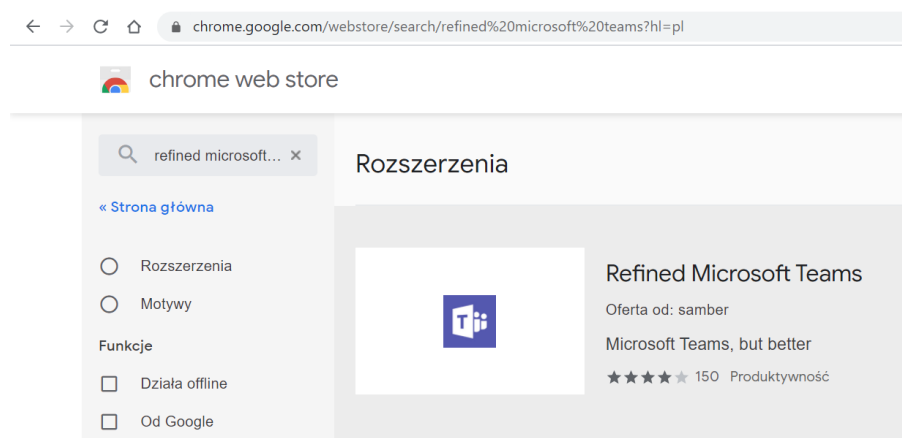 chrome.google.com/webstore/search/refined%20microsoft%20teams?hl=pl
chrome web store
refined microsoft...
Rozszerzenia
« Strona główna
Rozszerzenia
Motywy
Funkcje
Działa offline
Od Google
Refined Microsoft Teams
Oferta od: samber
Microsoft Teams, but better
150 Produktywność